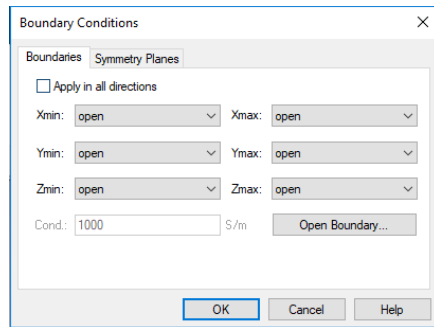 Boundary Conditions
Boundaries Symmetry Planes
Apply in all directions
Xmin: open Xmax: open
Ymin: open Ymax: open
Zmin: open Zmax: open
Cond.: 1000 S/m Open Boundary...
OK Cancel Help